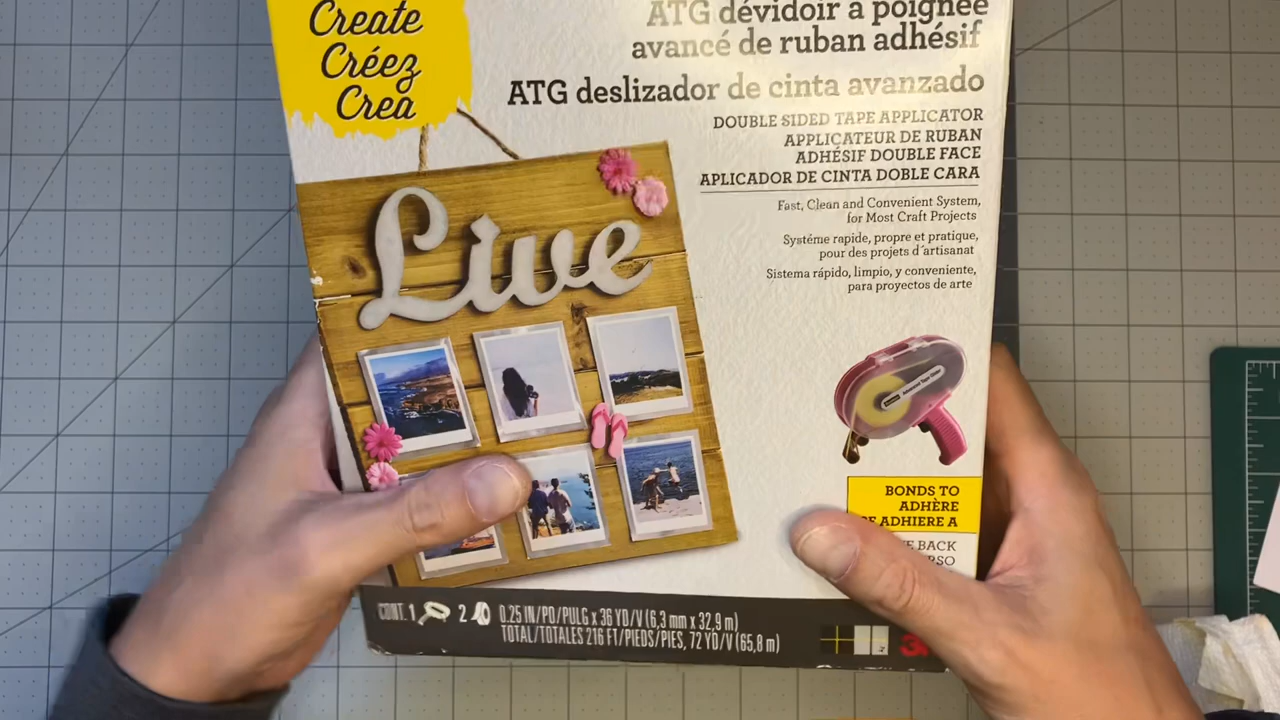 Create
Créez
Crea
ATG dévidoir à poignée
avancé de ruban adhésif
ATG deslizador de cinta avanzado
DOUBLE SIDED TAPE APPLICATOR
APPLICATEUR DE RUBAN
ADHÉSIF DOUBLE FACE
APLICADOR DE CINTA DOBLE CARA
Fast, Clean and Convenient System,
for Most Craft Projects
Systéme rapide, propre et pratique,
pour des projets d'artisanat
Sistema rápido, limpio, y conveniente,
para proyectos de arte
Live
BONDS TO
ADHÈRE
SE ADHIERE A
BACK
CONT. 1 2 0.25 IN/PO/PULG x 36 YD/V (6,3 mm x 32,9 m)
TOTAL/TOTALES 216 FT/PIEDS/PIES, 72 YD/V (65,8 m)